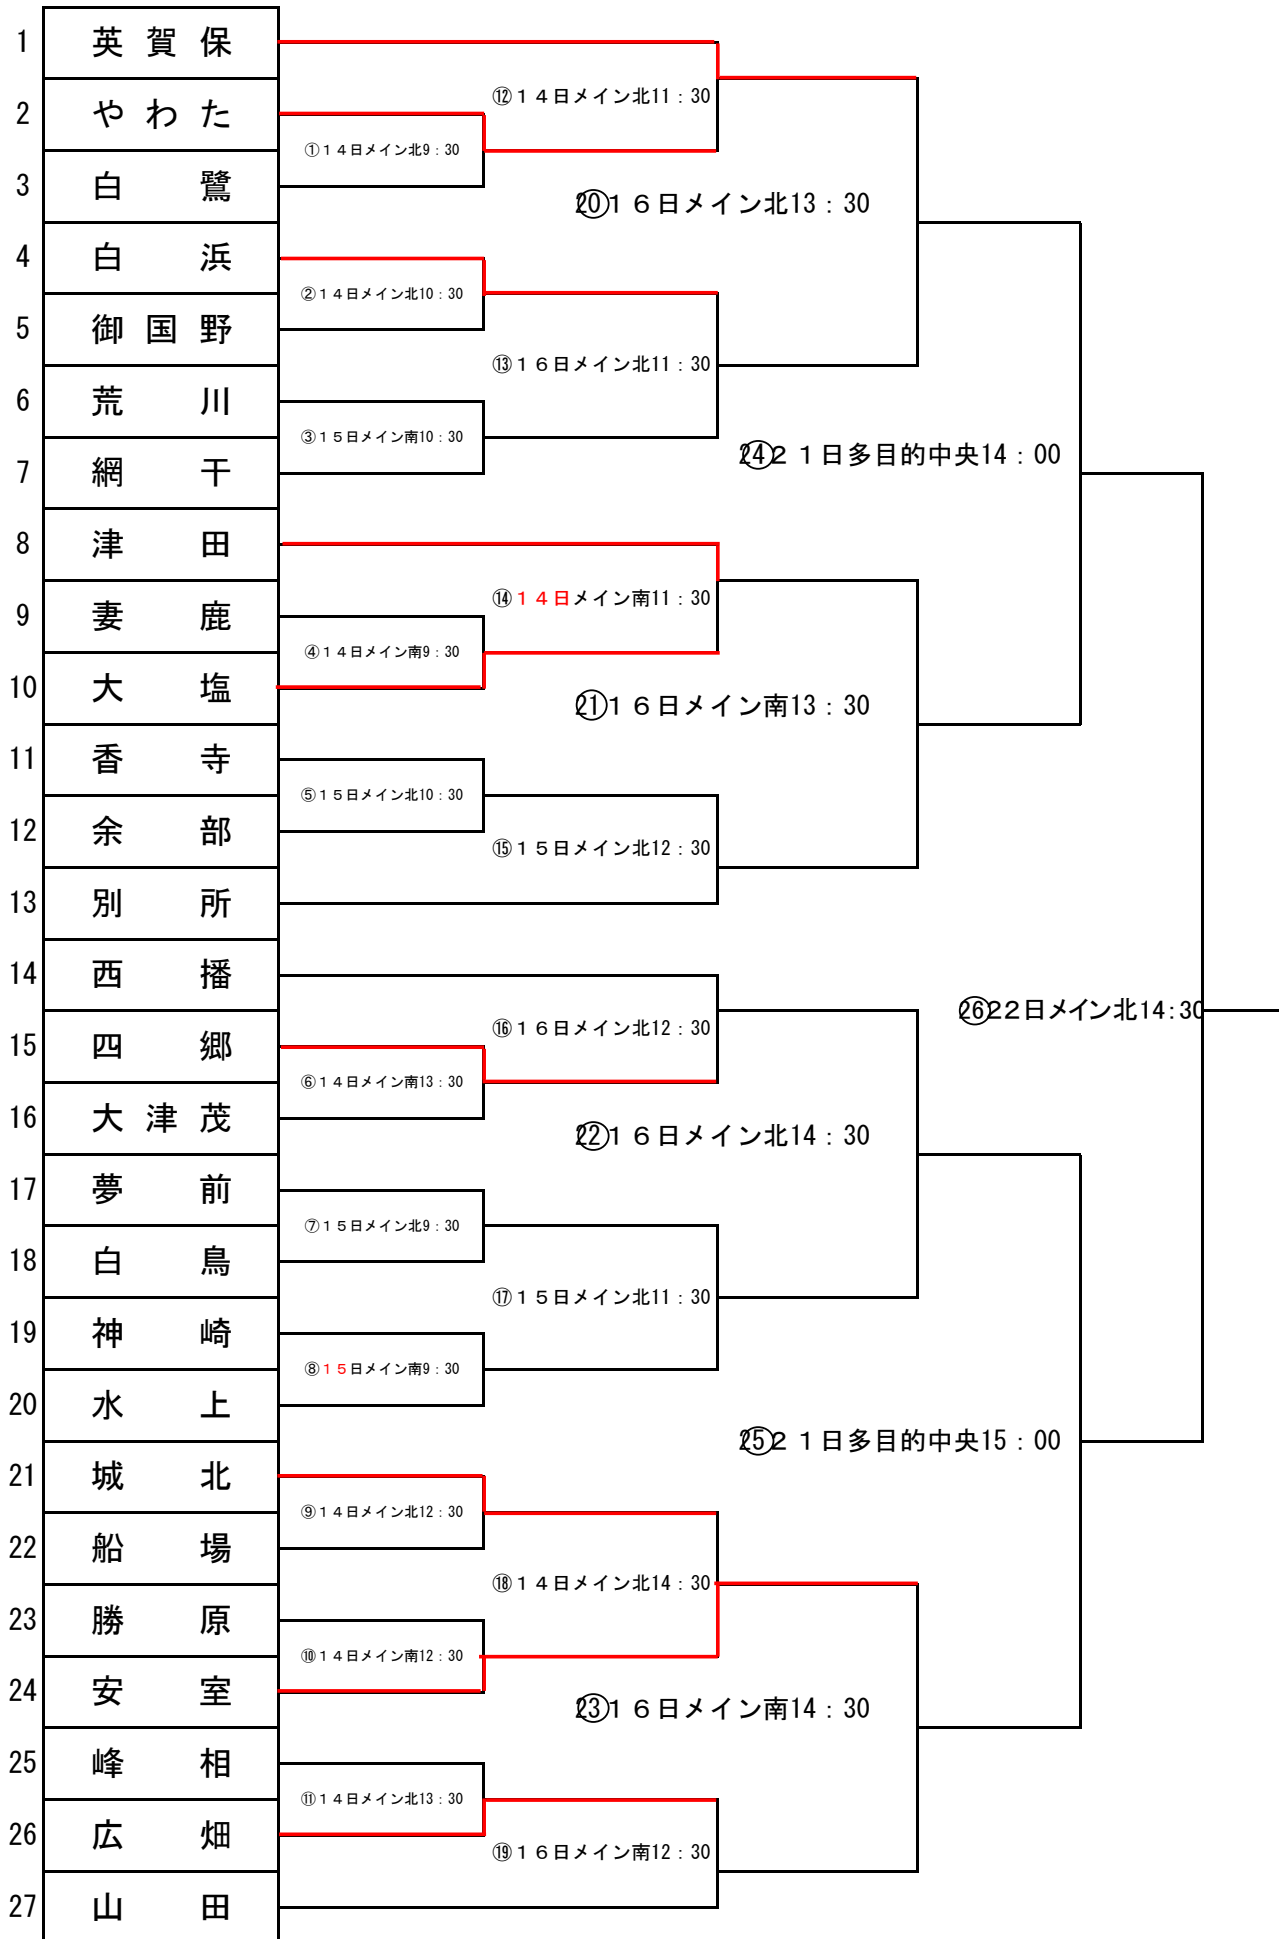 1 英賀保
⑫14日メイン北11:30
2 やわた
①14日メイン北9:30
3 白鷺
⑳16日メイン北13:30
4 白浜
②14日メイン北10:30
5 御国野
⑬16日メイン北11:30
6 荒川
③15日メイン南10:30
㉔21日多目的中央14:00
7 網干
8 津田
⑭14日メイン南11:30
9 妻鹿
④14日メイン南9:30
10 大塩
㉑16日メイン南13:30
11 香寺
⑤15日メイン北10:30
12 余部
⑮15日メイン北12:30
13 別所
14 西播
㉖22日メイン北14:30
⑯16日メイン北12:30
15 四郷
⑥14日メイン南13:30
16 大津茂
㉒16日メイン北14:30
17 夢前
⑦15日メイン北9:30
18 白鳥
⑰15日メイン北11:30
19 神崎
⑧15日メイン南9:30
20 水上
㉕21日多目的中央15:00
21 城北
⑨14日メイン北12:30
22 船場
⑱14日メイン北14:30
23 勝原
⑩14日メイン南12:30
24 安室
㉓16日メイン南14:30
25 峰相
⑪14日メイン北13:30
26 広畑
⑲16日メイン南12:30
27 山田